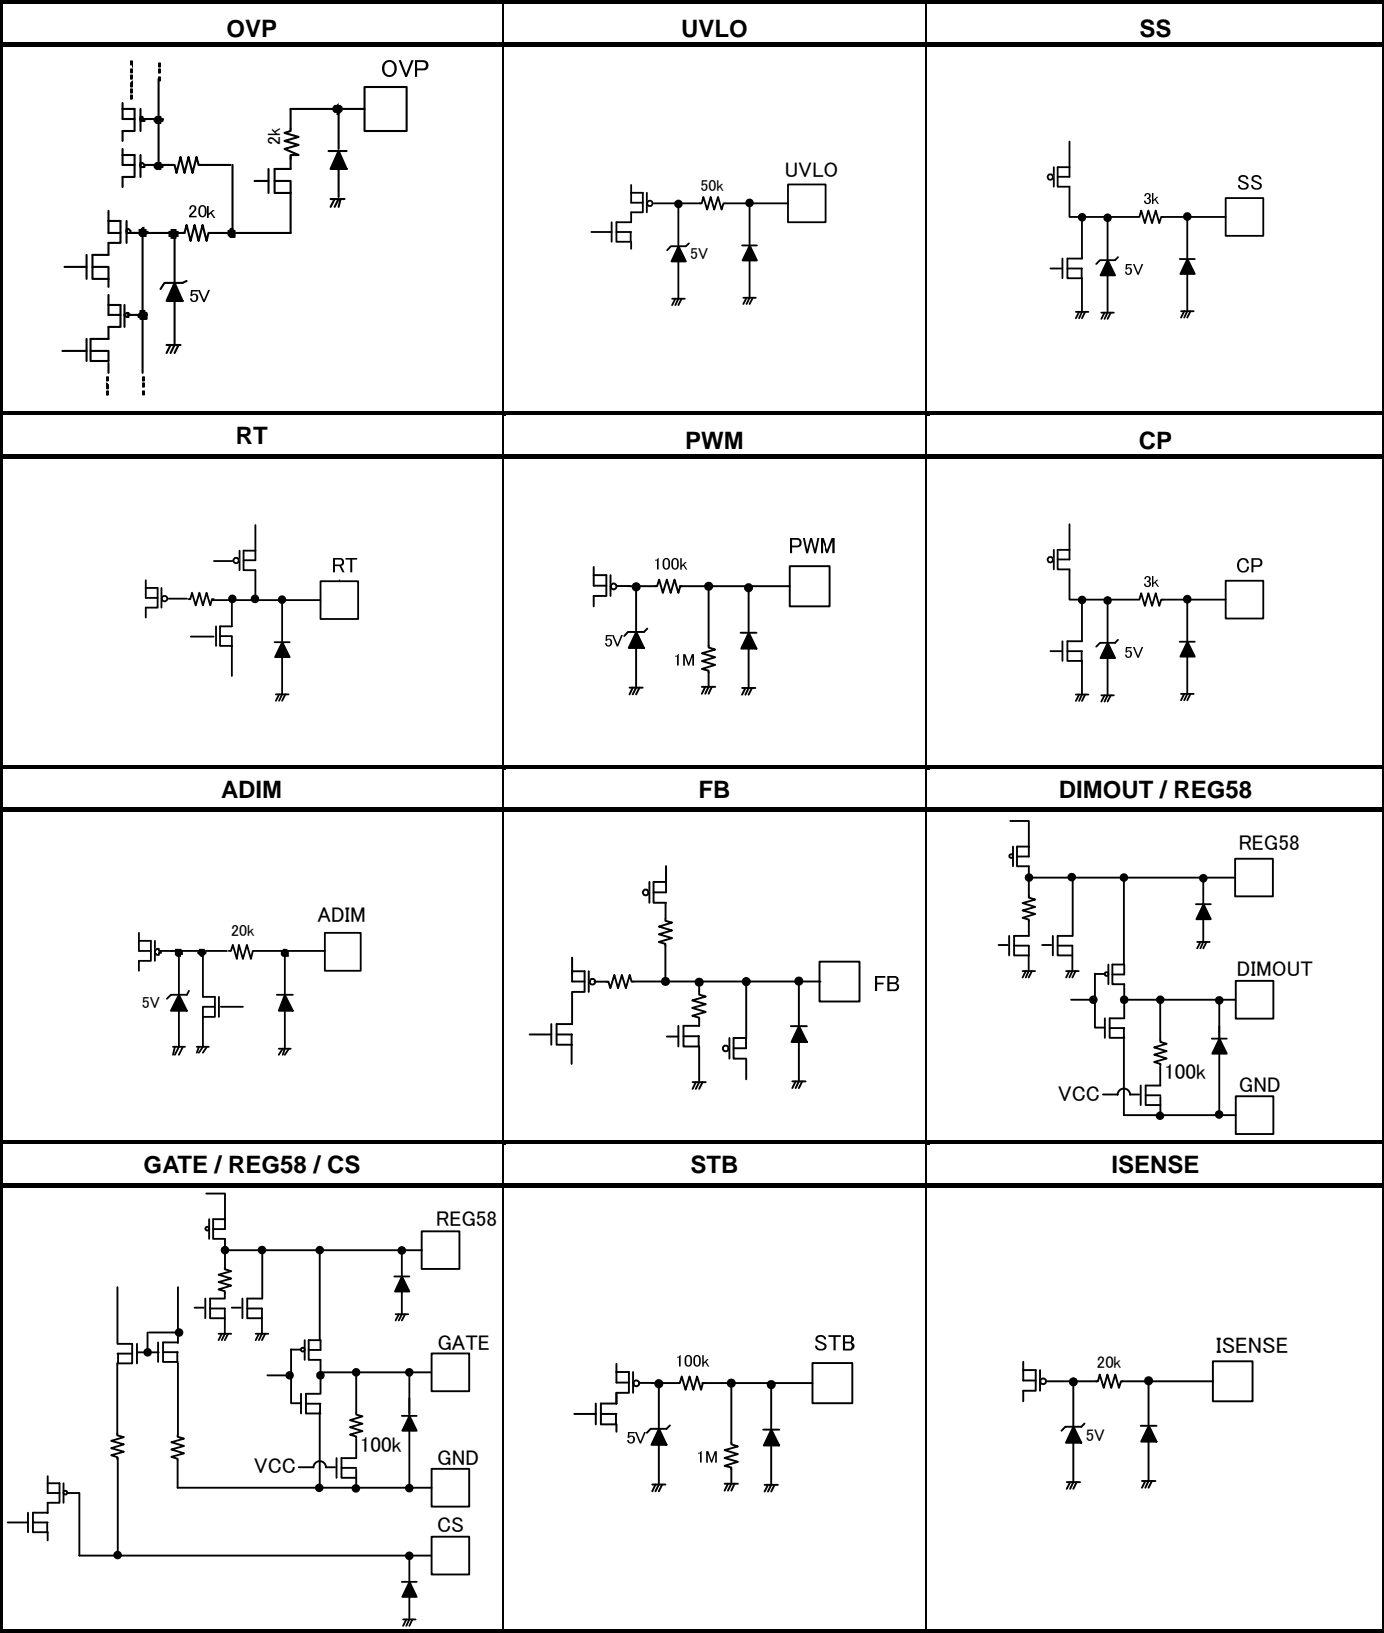 OVP
UVLO
SS
OVP
2k
20k
5V
UVLO
50k
5V
SS
3k
5V
RT
PWM
CP
RT
PWM
100k
5V
1M
CP
3k
5V
ADIM
FB
DIMOUT / REG58
ADIM
20k
5V
FB
REG58
DIMOUT
100k
VCC
GND
GATE / REG58 / CS
STB
ISENSE
REG58
GATE
100k
VCC
GND
CS
STB
100k
5V
1M
ISENSE
20k
5V